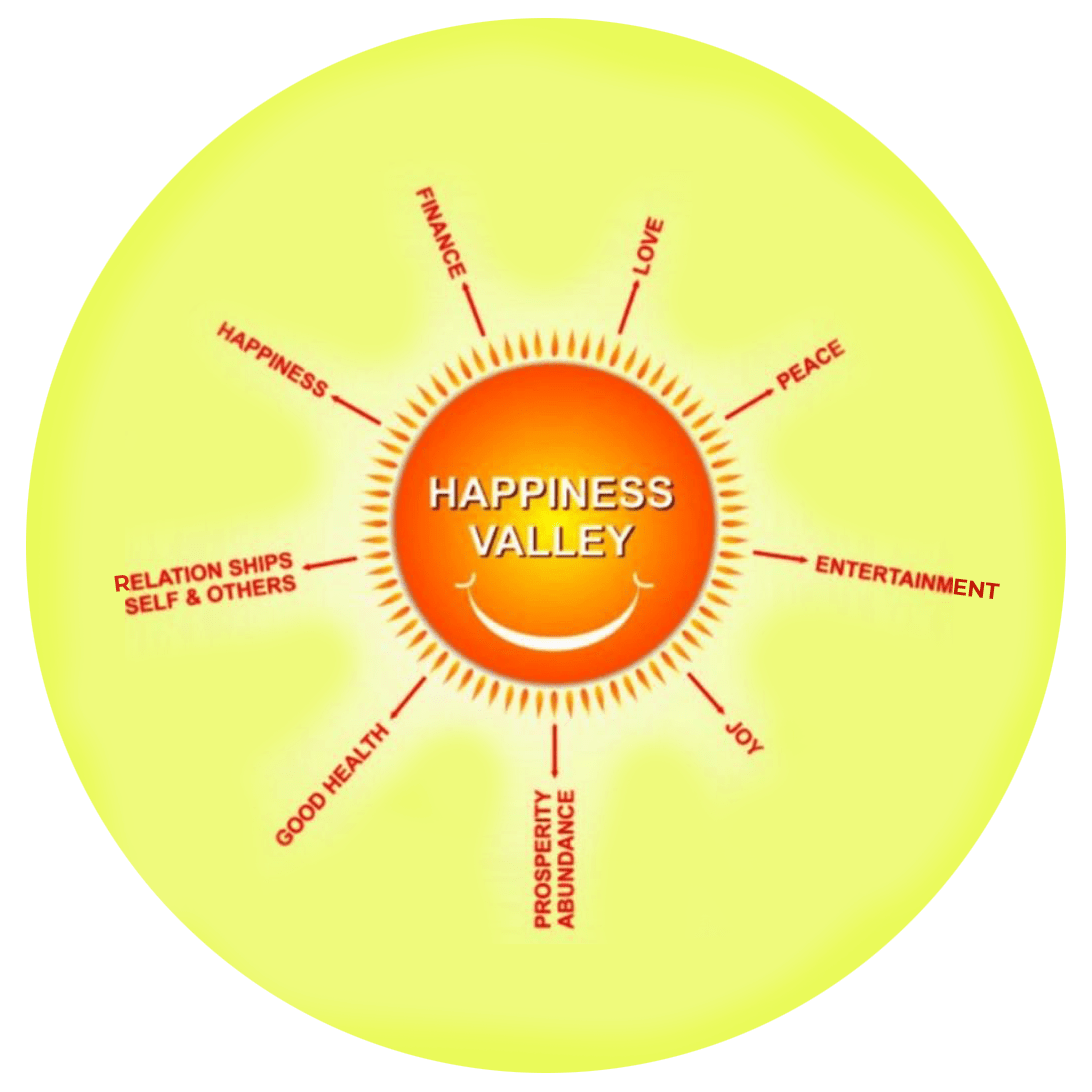 HAPPINESS
VALLEY
FINANCE
LOVE
PEACE
ENTERTAINMENT
JOY
PROSPERITY
ABUNDANCE
GOOD HEALTH
RELATION SHIPS
SELF & OTHERS
HAPPINESS